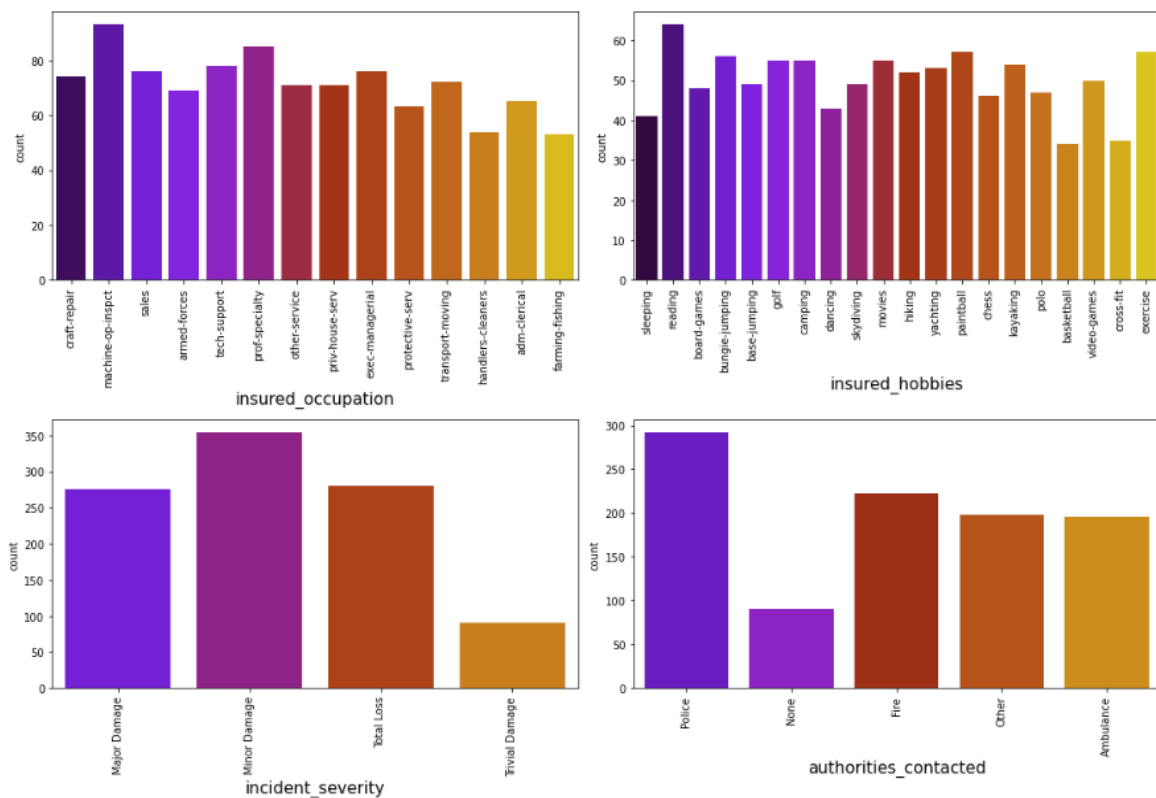 count
80
60
40
20
0
craft-repair
machine-op-inspct
sales
armed-forces
tech-support
prof-specialty
other-service
priv-house-serv
exec-managerial
protective-serv
transport-moving
handlers-cleaners
adm-clerical
farming-fishing
insured_occupation
count
60
50
40
30
20
10
0
sleeping
reading
board-games
bungie-jumping
base-jumping
golf
camping
dancing
skydiving
movies
hiking
yachting
paintball
chess
kayaking
polo
basketball
video-games
cross-fit
exercise
insured_hobbies
count
350
300
250
200
150
100
50
0
Major Damage
Minor Damage
Total Loss
Trivial Damage
incident_severity
count
300
250
200
150
100
50
0
Police
None
Fire
Other
Ambulance
authorities_contacted